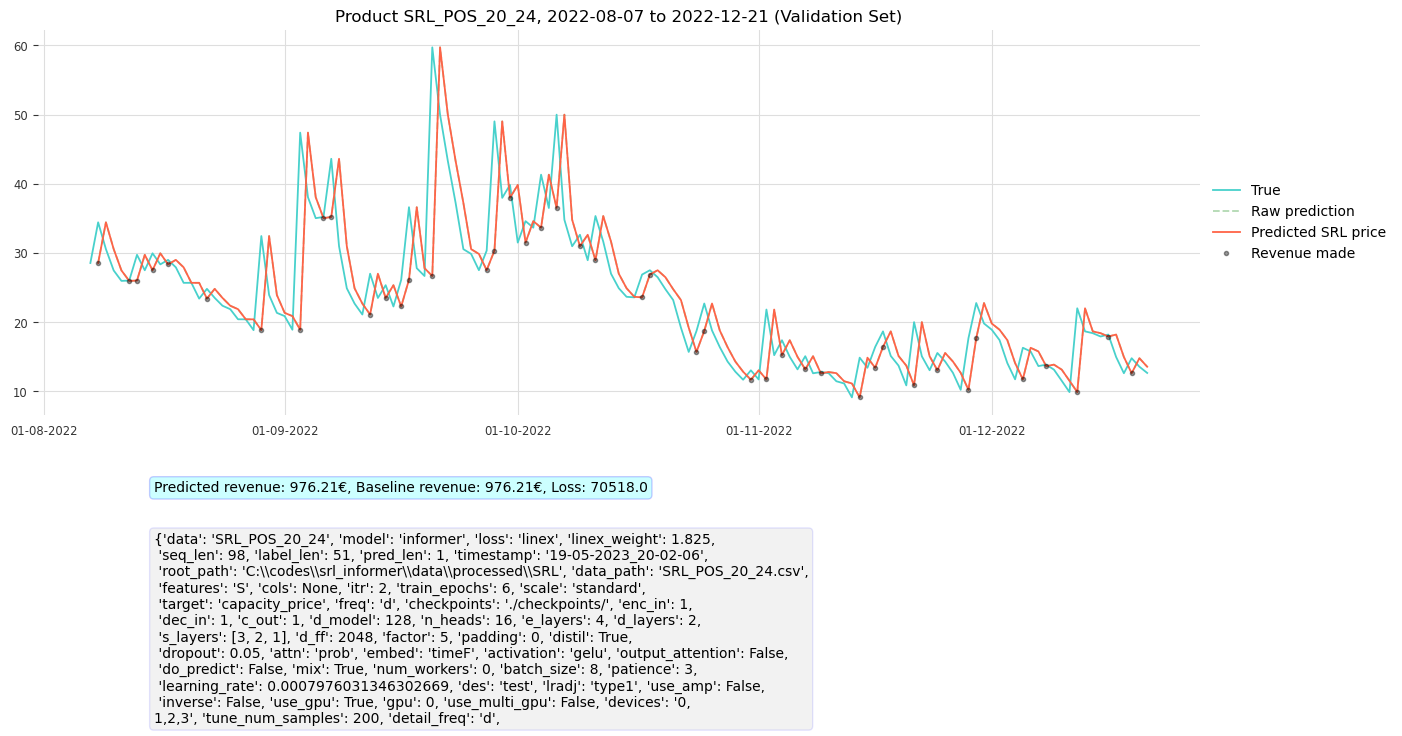 Product SRL_POS_20_24, 2022-08-07 to 2022-12-21 (Validation Set)
60
50
40
30
20
10
01-08-2022
01-09-2022
01-10-2022
01-11-2022
01-12-2022
True
Raw prediction
Predicted SRL price
Revenue made
Predicted revenue: 976.21€, Baseline revenue: 976.21€, Loss: 70518.0
{'data': 'SRL_POS_20_24', 'model': 'informer', 'loss': 'linex', 'linex_weight': 1.825,
'seq_len': 98, 'label_len': 51, 'pred_len': 1, 'timestamp': '19-05-2023_20-02-06',
'root_path': 'C:\\codes\\srl_informer\\data\\processed\\SRL', 'data_path': 'SRL_POS_20_24.csv',
'features': 'S', 'cols': None, 'itr': 2, 'train_epochs': 6, 'scale': 'standard',
'target': 'capacity_price', 'freq': 'd', 'checkpoints': './checkpoints/', 'enc_in': 1,
'dec_in': 1, 'c_out': 1, 'd_model': 128, 'n_heads': 16, 'e_layers': 4, 'd_layers': 2,
's_layers': [3, 2, 1], 'd_ff': 2048, 'factor': 5, 'padding': 0, 'distil': True,
'dropout': 0.05, 'attn': 'prob', 'embed': 'timeF', 'activation': 'gelu', 'output_attention': False,
'do_predict': False, 'mix': True, 'num_workers': 0, 'batch_size': 8, 'patience': 3,
'learning_rate': 0.0007976031346302669, 'des': 'test', 'lradj': 'type1', 'use_amp': False,
'inverse': False, 'use_gpu': True, 'gpu': 0, 'use_multi_gpu': False, 'devices': '0,
1,2,3', 'tune_num_samples': 200, 'detail_freq': 'd',